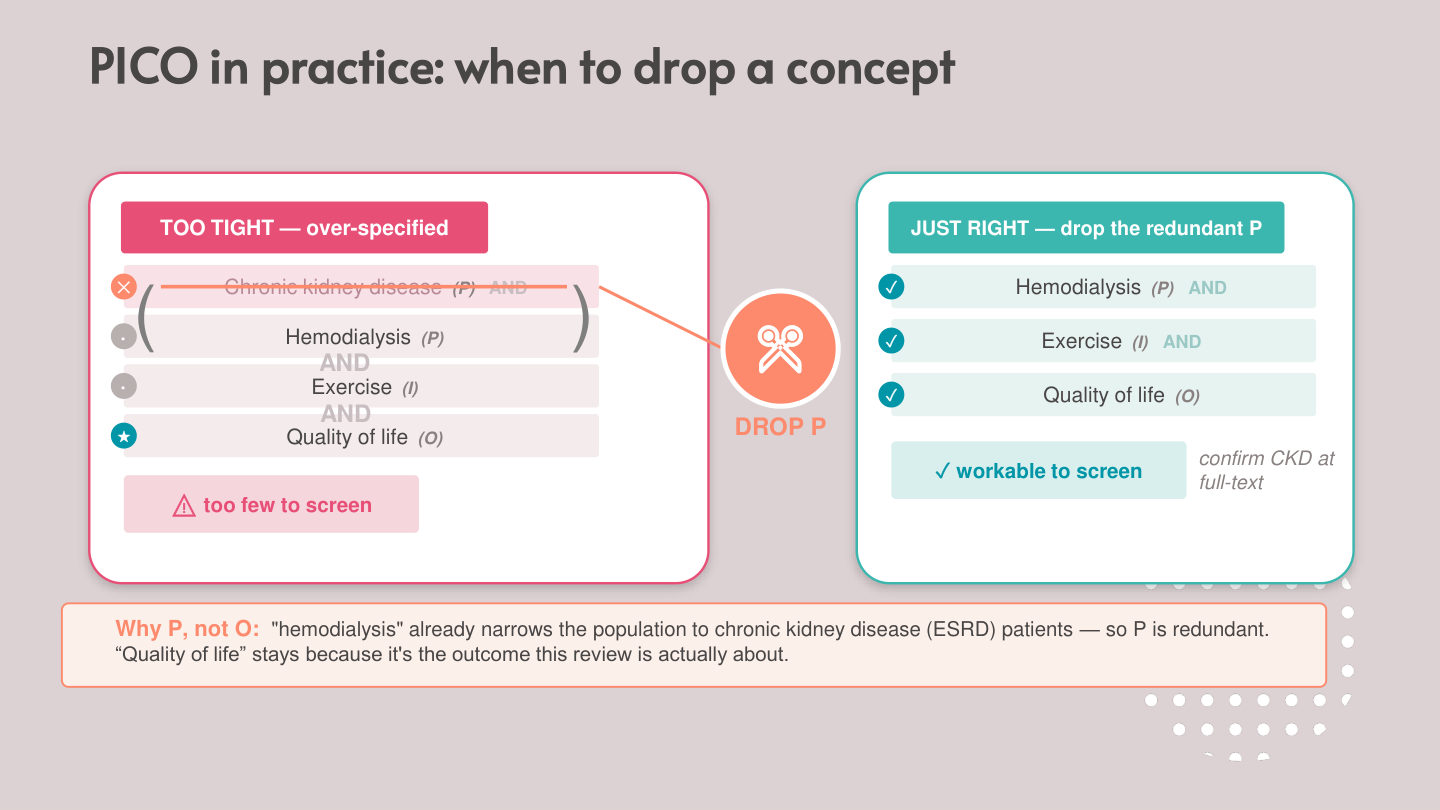 PICO in practice: when to drop a concept
TOO TIGHT — over-specified
Chronic kidney disease (P) AND
( Hemodialysis (P) )
AND
Exercise (I)
AND
Quality of life (O)
⚠ too few to screen
DROP P
JUST RIGHT — drop the redundant P
✓ Hemodialysis (P) AND
✓ Exercise (I) AND
✓ Quality of life (O)
✓ workable to screen
confirm CKD at
full-text
Why P, not O: "hemodialysis" already narrows the population to chronic kidney disease (ESRD) patients — so P is redundant.
“Quality of life” stays because it's the outcome this review is actually about.